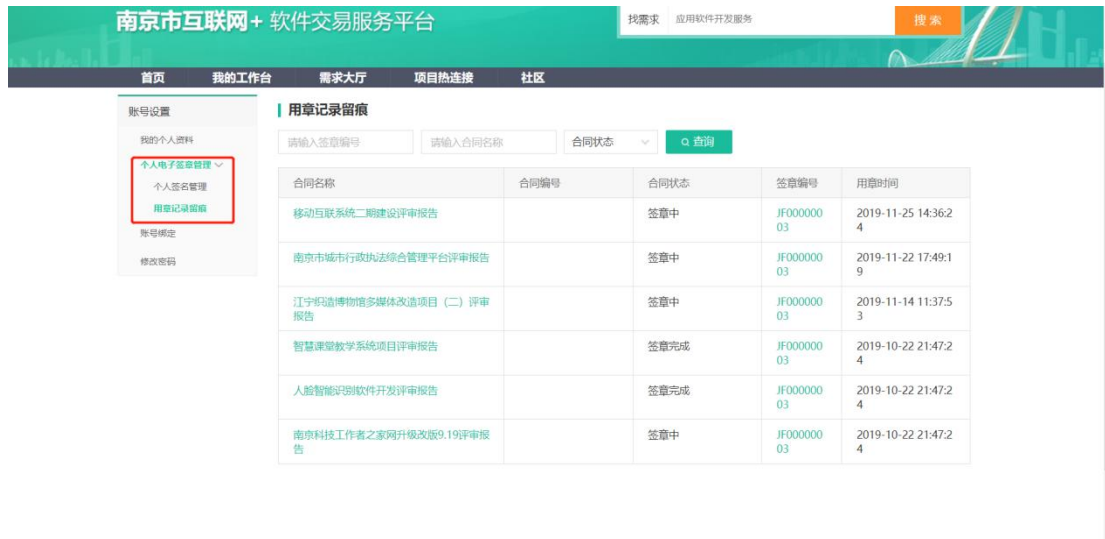 南京市互联网+ 软件交易服务平台
找需求 应用软件开发服务 搜索
首页 我的工作台 需求大厅 项目热连接 社区
账号设置
我的个人资料
个人电子签章管理
个人签名管理
用章记录留痕
账号绑定
修改密码
用章记录留痕
请输入签章编号 请输入合同名称 合同状态 查询
合同名称 合同编号 合同状态 签章编号 用章时间
移动互联系统二期建设评审报告 签章中 JF000000 2019-11-25 14:36:2
03 4
南京市城市行政执法综合管理平台评审报告 签章中 JF000000 2019-11-22 17:49:1
03 9
江宁织造博物馆多媒体改造项目（二）评审 签章中 JF000000 2019-11-14 11:37:5
报告 03 3
智慧课堂教学系统项目评审报告 签章完成 JF000000 2019-10-22 21:47:2
03 4
人脸智能识别软件开发评审报告 签章完成 JF000000 2019-10-22 21:47:2
03 4
南京科技工作者之家网升级改版9.19评审报 签章中 JF000000 2019-10-22 21:47:2
告 03 4